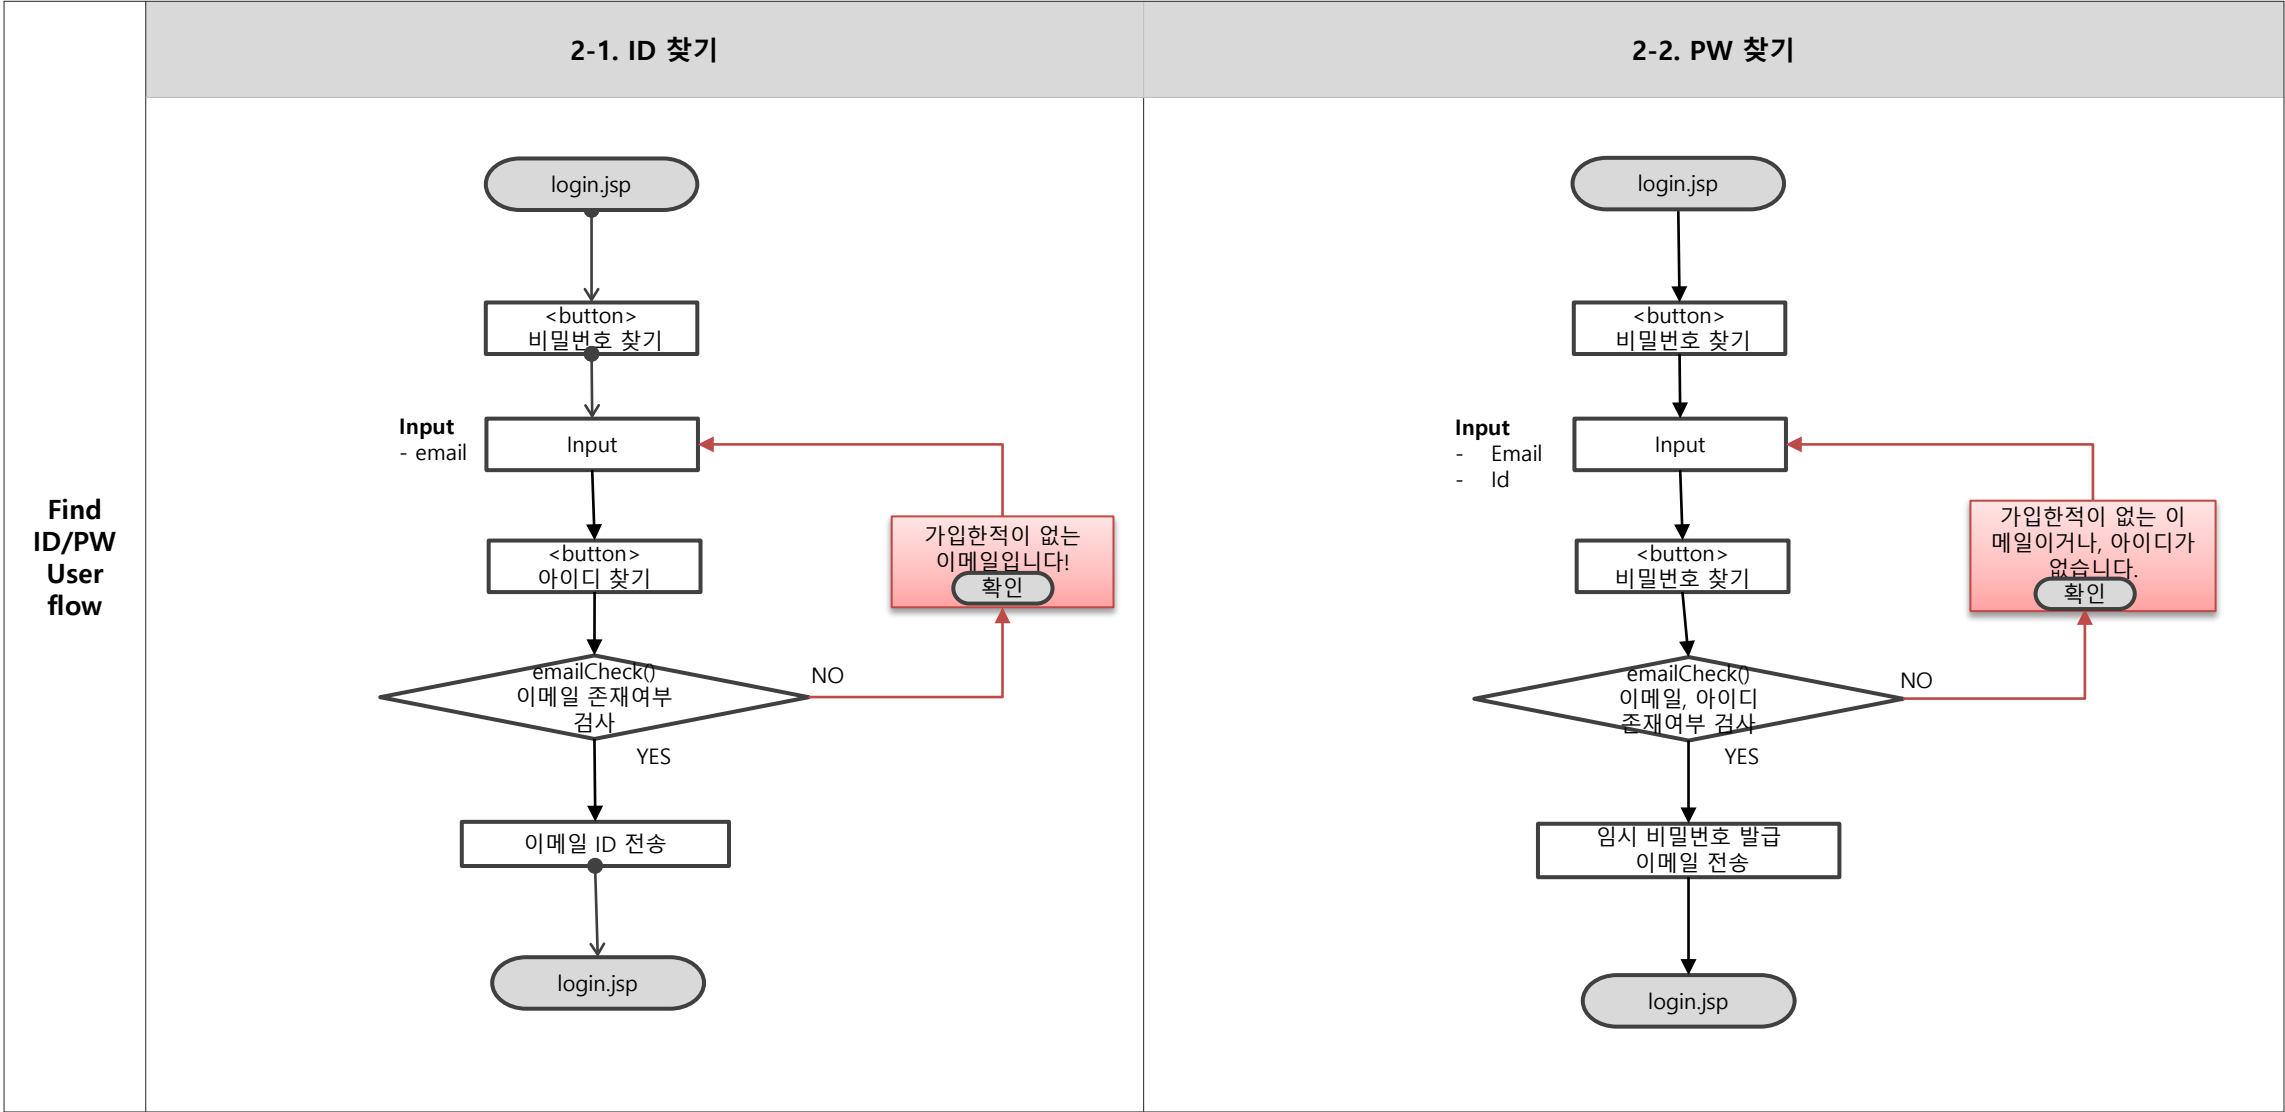 2-1. ID 찾기
2-2. PW 찾기
Find
ID/PW
User
flow
login.jsp
<button>
비밀번호 찾기
Input
- email
Input
<button>
아이디 찾기
가입한적이 없는
이메일입니다!
확인
emailCheck()
이메일 존재여부
검사
NO
YES
이메일 ID 전송
login.jsp
login.jsp
<button>
비밀번호 찾기
Input
- Email
- Id
Input
<button>
비밀번호 찾기
가입한적이 없는 이
메일이거나, 아이디가
없습니다.
확인
emailCheck()
이메일, 아이디
존재여부 검사
NO
YES
임시 비밀번호 발급
이메일 전송
login.jsp